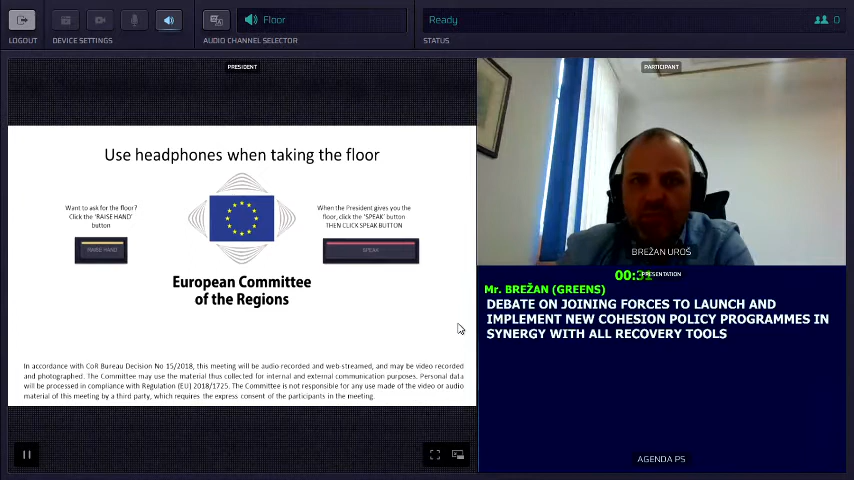 LOGOUT
DEVICE SETTINGS
Floor
AUDIO CHANNEL SELECTOR
Ready
0
STATUS
PRESIDENT
Use headphones when taking the floor
Want to ask for the floor?
Click the 'RAISE HAND'
button
RAISE HAND
When the President gives you the
floor, click the 'SPEAK' button
THEN CLICK SPEAK BUTTON
SPEAK
European Committee
of the Regions
In accordance with CoR Bureau Decision No 15/2018, this meeting will be audio recorded and web-streamed, and may be video recorded
and photographed. The Committee may use the material thus collected for internal and external communication purposes. Personal data
will be processed in compliance with Regulation (EU) 2018/1725. The Committee is not responsible for any use made of the video or audio
material of this meeting by a third party, which requires the express consent of the participants in the meeting.
PARTICIPANT
BREŽAN UROŠ
PRESENTATION
Mr. BREŽAN (GREENS)
DEBATE ON JOINING FORCES TO LAUNCH AND
IMPLEMENT NEW COHESION POLICY PROGRAMMES IN
SYNERGY WITH ALL RECOVERY TOOLS
AGENDA PS